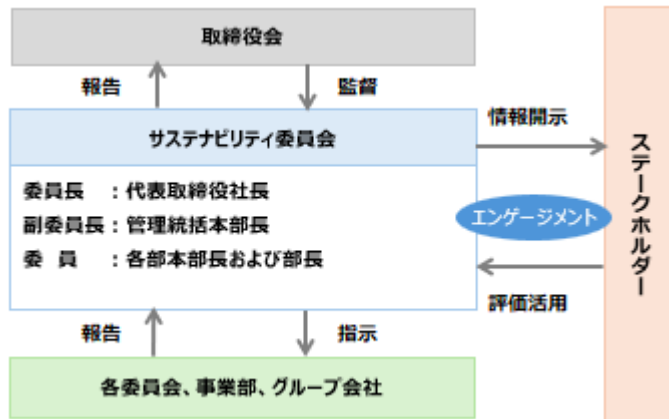 取締役会
報告
監督
サステナビリティ委員会
委員長 :代表取締役社長
副委員長:管理統括本部長
委 員 :各部本部長および部長
報告
指示
各委員会、事業部、グループ会社
情報開示
エンゲージメント
評価活用
ステークホルダー